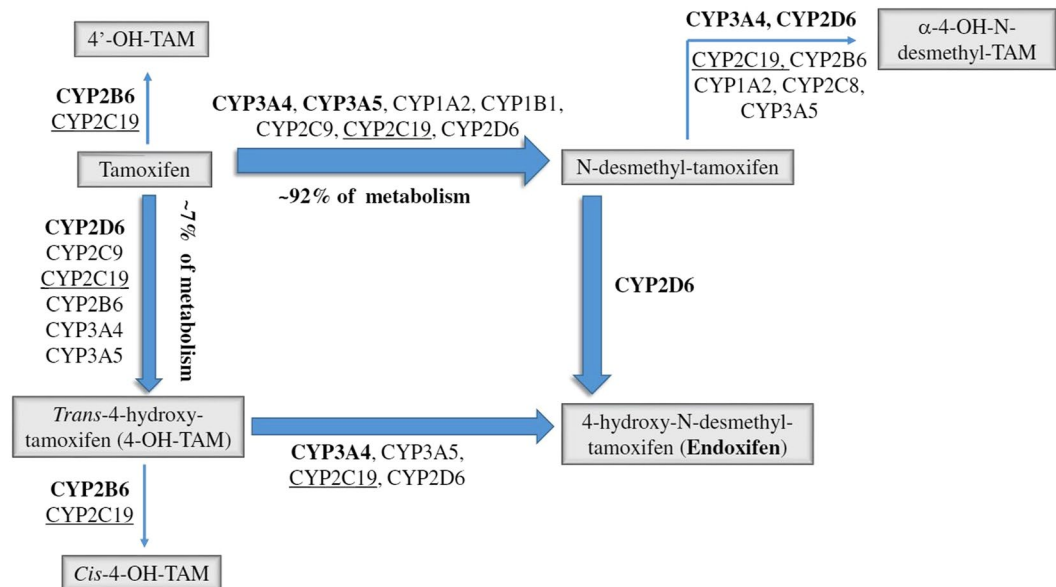 4’-OH-TAM
CYP3A4, CYP2D6
α-4-OH-N-
desmethyl-TAM
CYP2C19, CYP2B6
CYP1A2, CYP2C8,
CYP3A5
CYP2B6
CYP2C19
CYP3A4, CYP3A5, CYP1A2, CYP1B1,
CYP2C9, CYP2C19, CYP2D6
Tamoxifen
~92% of metabolism
N-desmethyl-tamoxifen
CYP2D6
CYP2C9
CYP2C19
CYP2B6
CYP3A4
CYP3A5
~7% of metabolism
CYP2D6
Trans-4-hydroxy-
tamoxifen (4-OH-TAM)
CYP3A4, CYP3A5,
CYP2C19, CYP2D6
4-hydroxy-N-desmethyl-
tamoxifen (Endoxifen)
CYP2B6
CYP2C19
Cis-4-OH-TAM